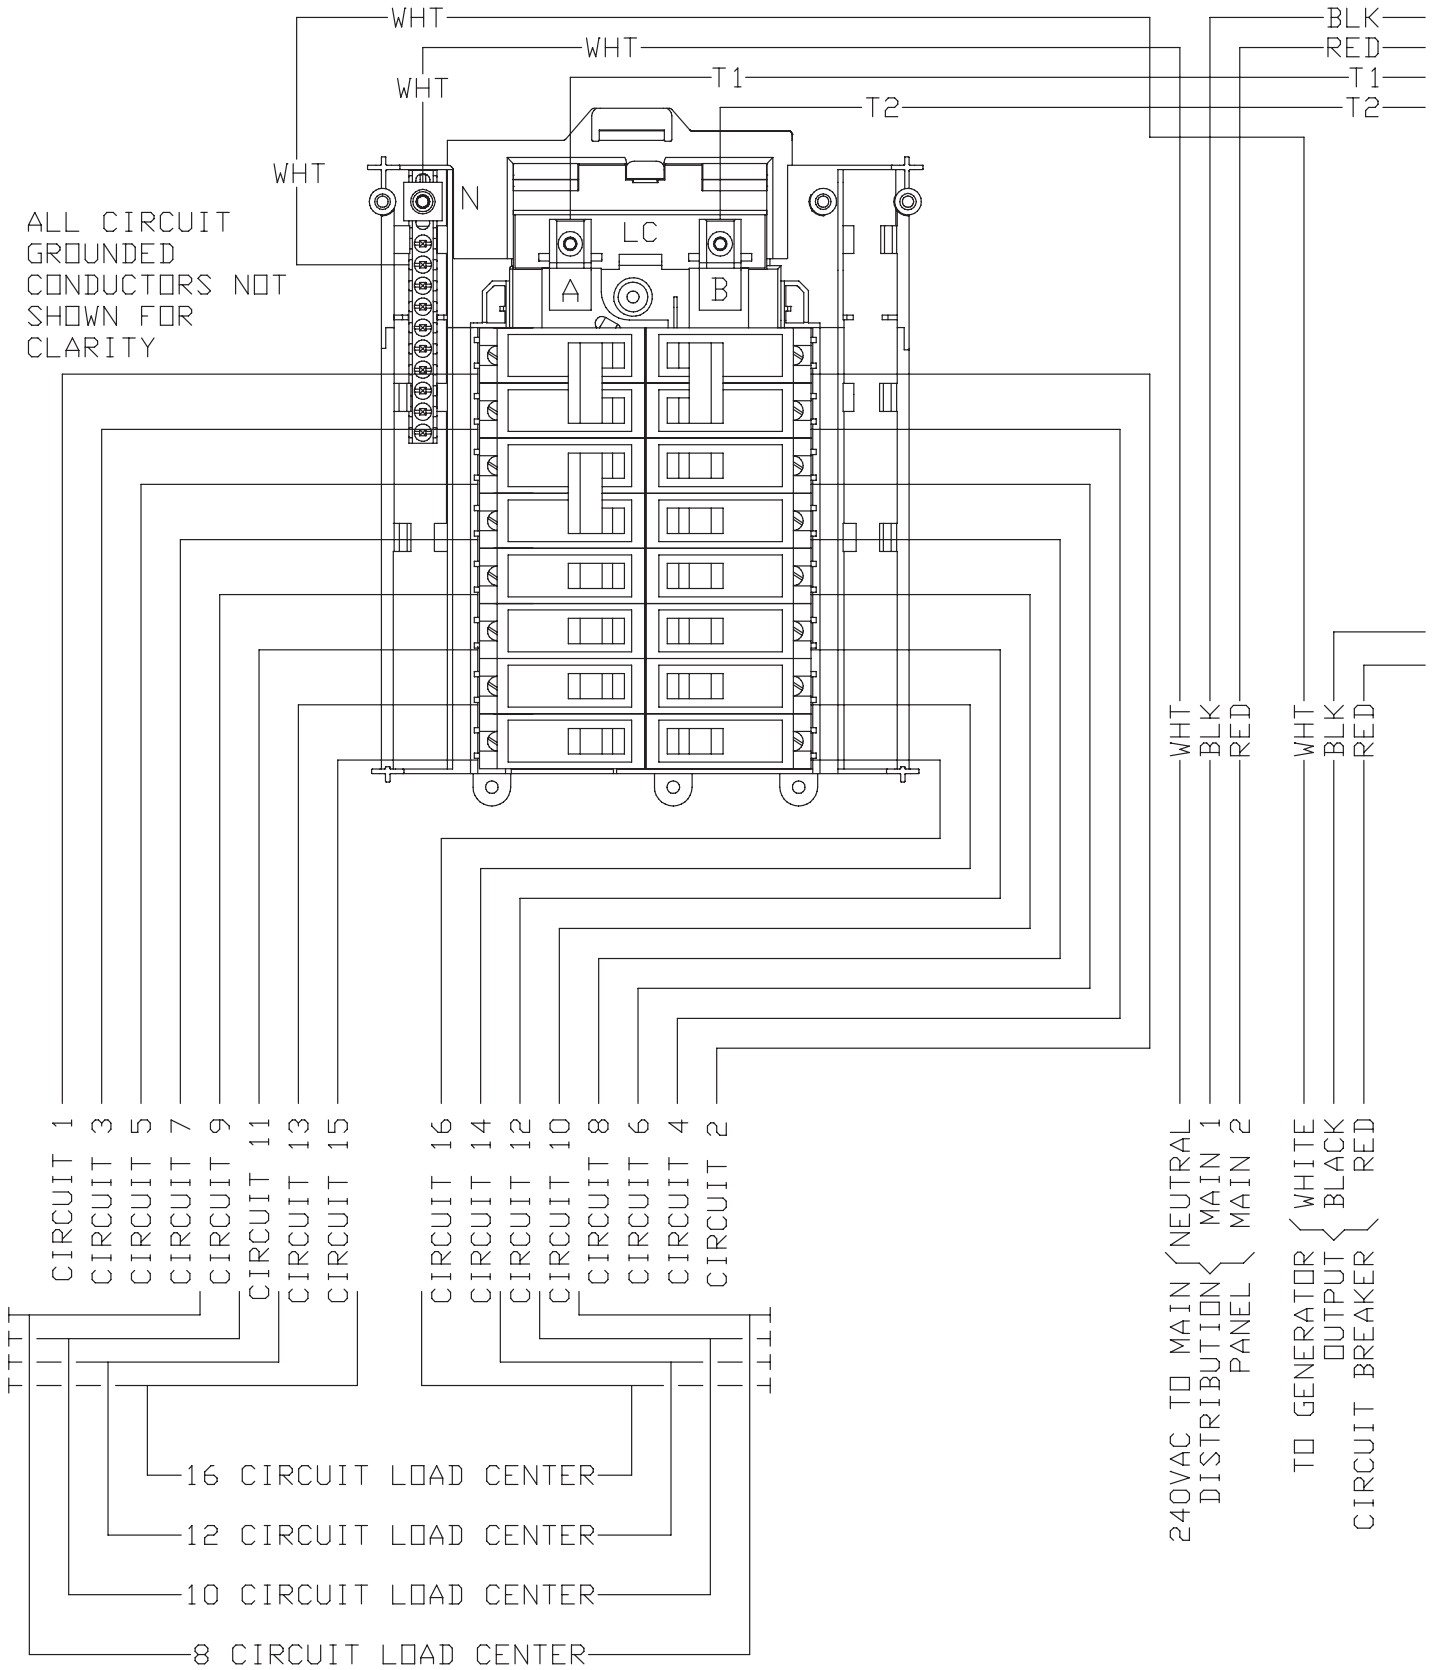 WHT
BLK
WHT
RED
WHT
T1
T1
T2
T2
WHT
N
LC
A
B
ALL CIRCUIT
GROUNDED
CONDUCTORS NOT
SHOWN FOR
CLARITY
WHT
BLK
RED
WHT
BLK
RED
CIRCUIT 1
CIRCUIT 3
CIRCUIT 5
CIRCUIT 7
CIRCUIT 9
CIRCUIT 11
CIRCUIT 13
CIRCUIT 15
CIRCUIT 16
CIRCUIT 14
CIRCUIT 12
CIRCUIT 10
CIRCUIT 8
CIRCUIT 6
CIRCUIT 4
CIRCUIT 2
NEUTRAL
MAIN 1
MAIN 2
240VAC TO MAIN
DISTRIBUTION
PANEL
WHITE
BLACK
RED
TO GENERATOR
OUTPUT
CIRCUIT BREAKER
16 CIRCUIT LOAD CENTER
12 CIRCUIT LOAD CENTER
10 CIRCUIT LOAD CENTER
8 CIRCUIT LOAD CENTER